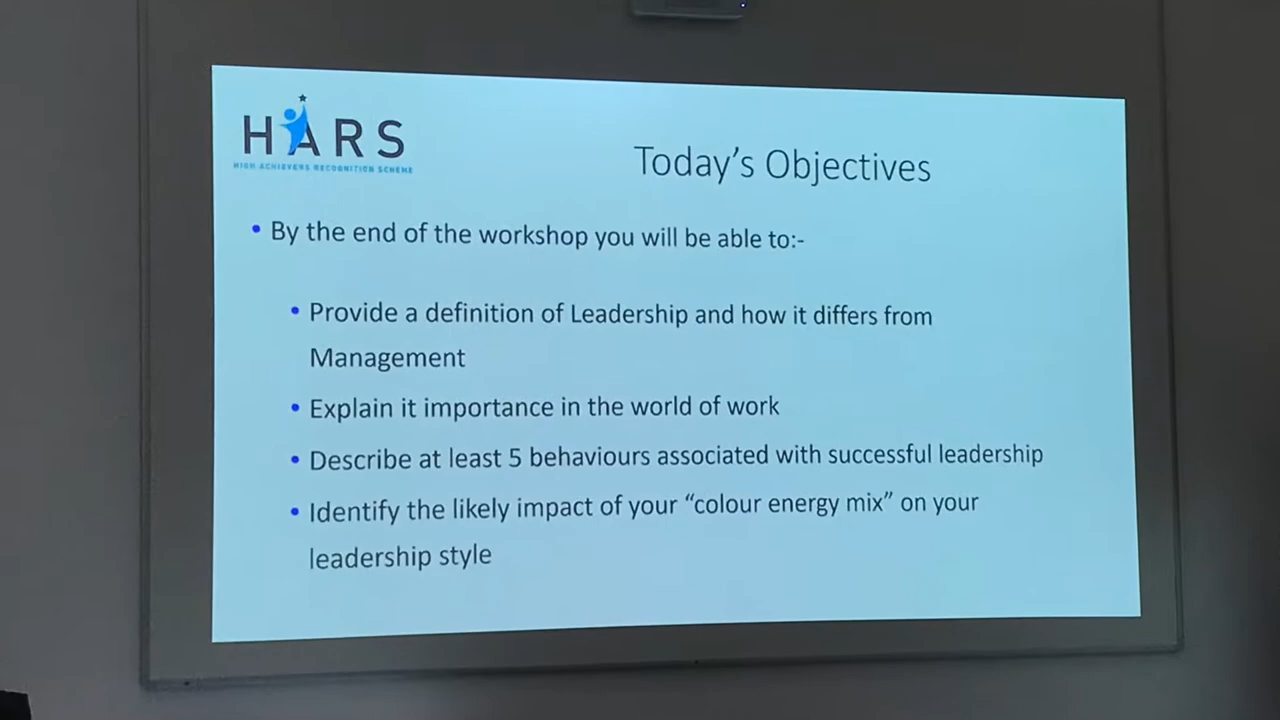 HARS
HIGH ACHIEVERS RECOGNITION SCHEME
Today's Objectives
• By the end of the workshop you will be able to:-
• Provide a definition of Leadership and how it differs from
Management
• Explain it importance in the world of work
• Describe at least 5 behaviours associated with successful leadership
• Identify the likely impact of your “colour energy mix” on your
leadership style